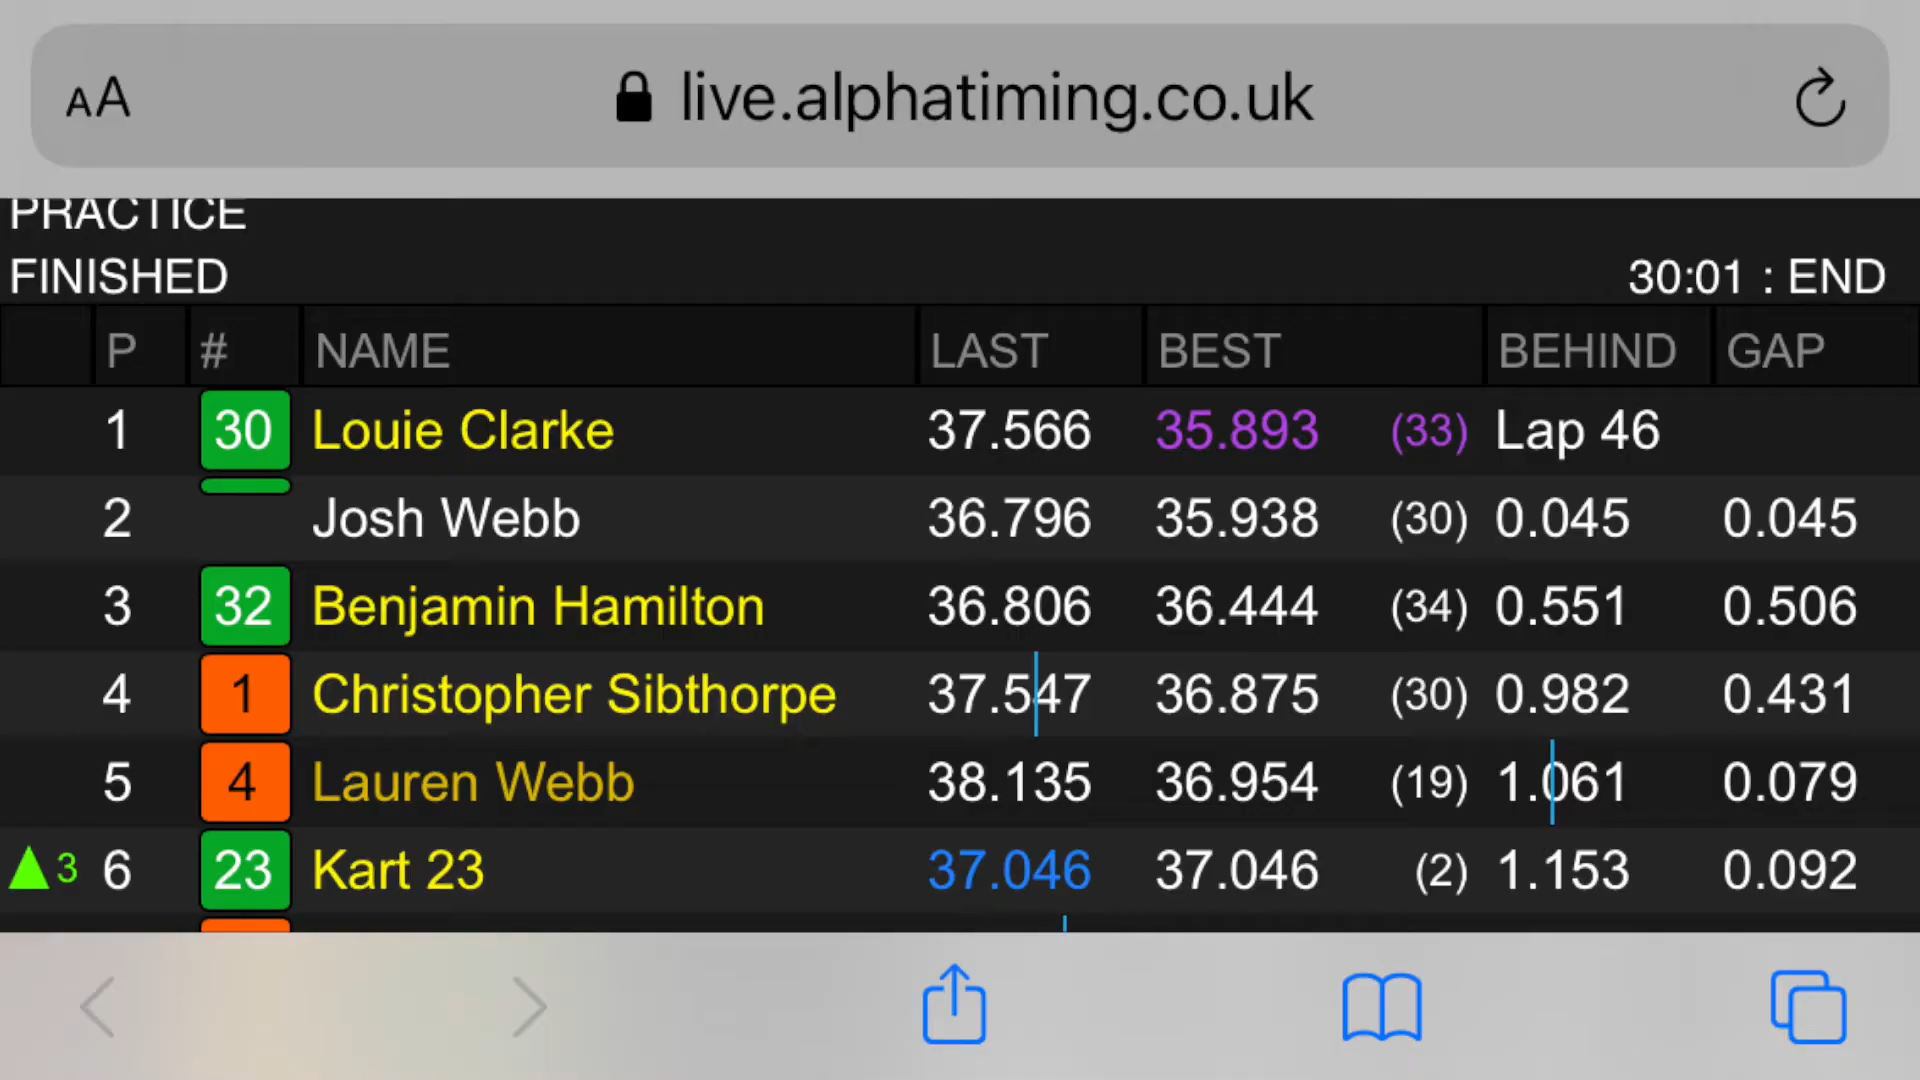 AA live.alphatiming.co.uk
PRACTICE
FINISHED 30:01 : END
P # NAME LAST BEST BEHIND GAP
1 30 Louie Clarke 37.566 35.893 (33) Lap 46
2 Josh Webb 36.796 35.938 (30) 0.045 0.045
3 32 Benjamin Hamilton 36.806 36.444 (34) 0.551 0.506
4 1 Christopher Sibthorpe 37.547 36.875 (30) 0.982 0.431
5 4 Lauren Webb 38.135 36.954 (19) 1.061 0.079
3 6 23 Kart 23 37.046 37.046 (2) 1.153 0.092